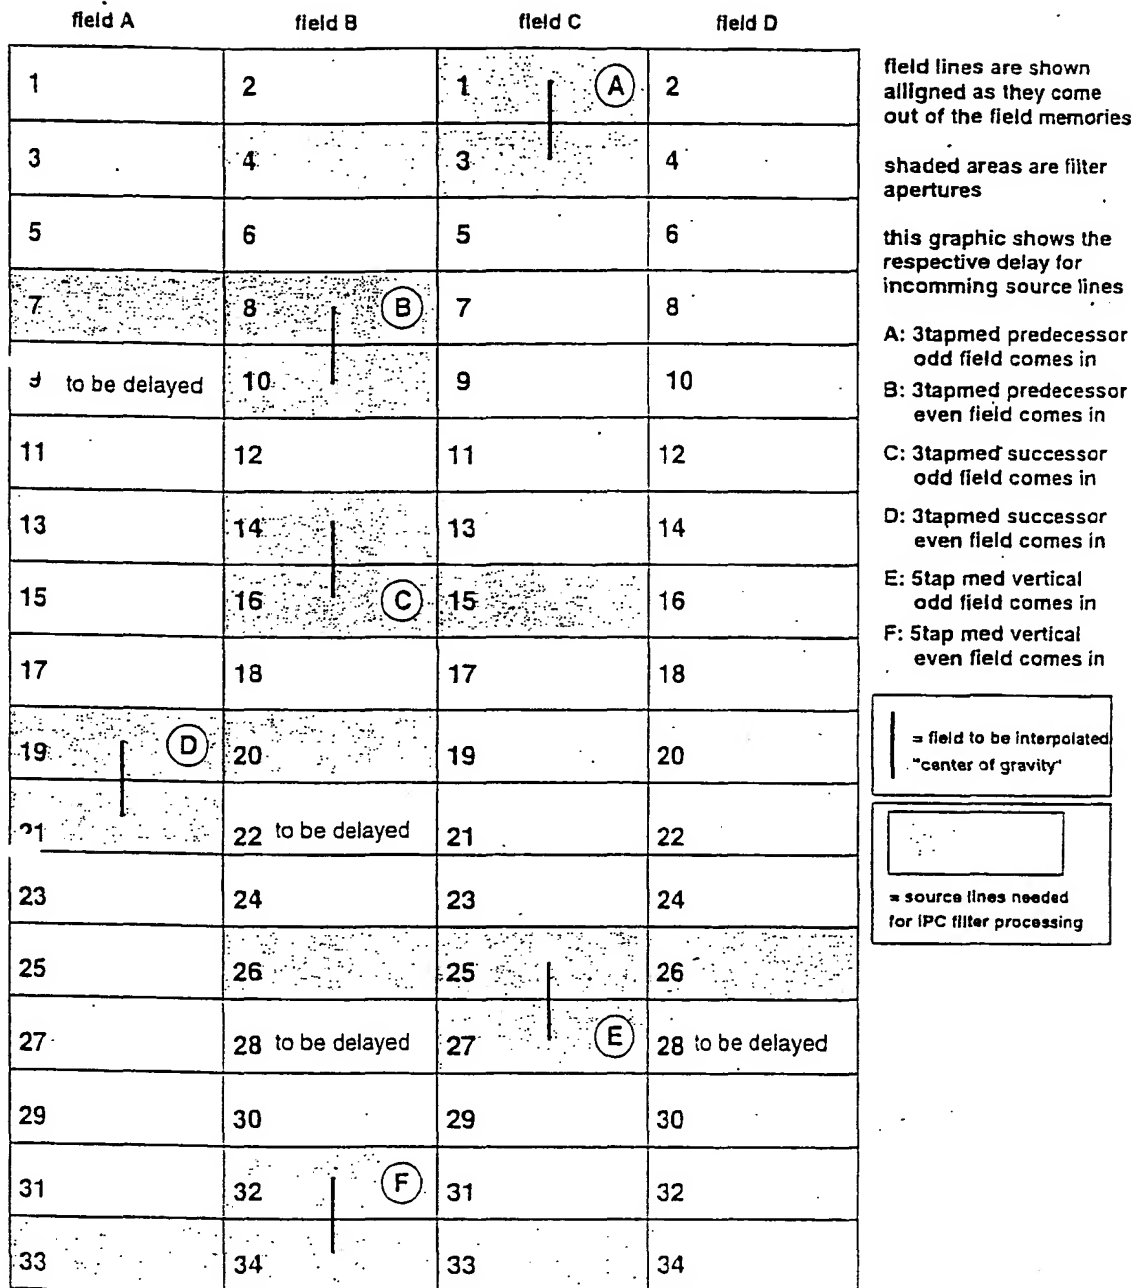 field A field B field C field D
1 2 1 A 2
3 4 3 4
5 6 5 6
7 8 B 7 8
9 to be delayed 10 9 10
11 12 11 12
13 14 13 14
15 16 C 15 16
17 18 17 18
19 D 20 19 20
21 22 to be delayed 21 22
23 24 23 24
25 26 25 26
27 28 to be delayed 27 E 28 to be delayed
29 30 29 30
31 32 F 31 32
33 34 33 34
field lines are shown
alligned as they come
out of the field memories
shaded areas are filter
apertures
this graphic shows the
respective delay for
incomming source lines
A: 3tapmed predecessor
odd field comes in
B: 3tapmed predecessor
even field comes in
C: 3tapmed successor
odd field comes in
D: 3tapmed successor
even field comes in
E: 5tap med vertical
odd field comes in
F: 5tap med vertical
even field comes in
= field to be interpolated
"center of gravity"
= source lines needed
for IPC filter processing